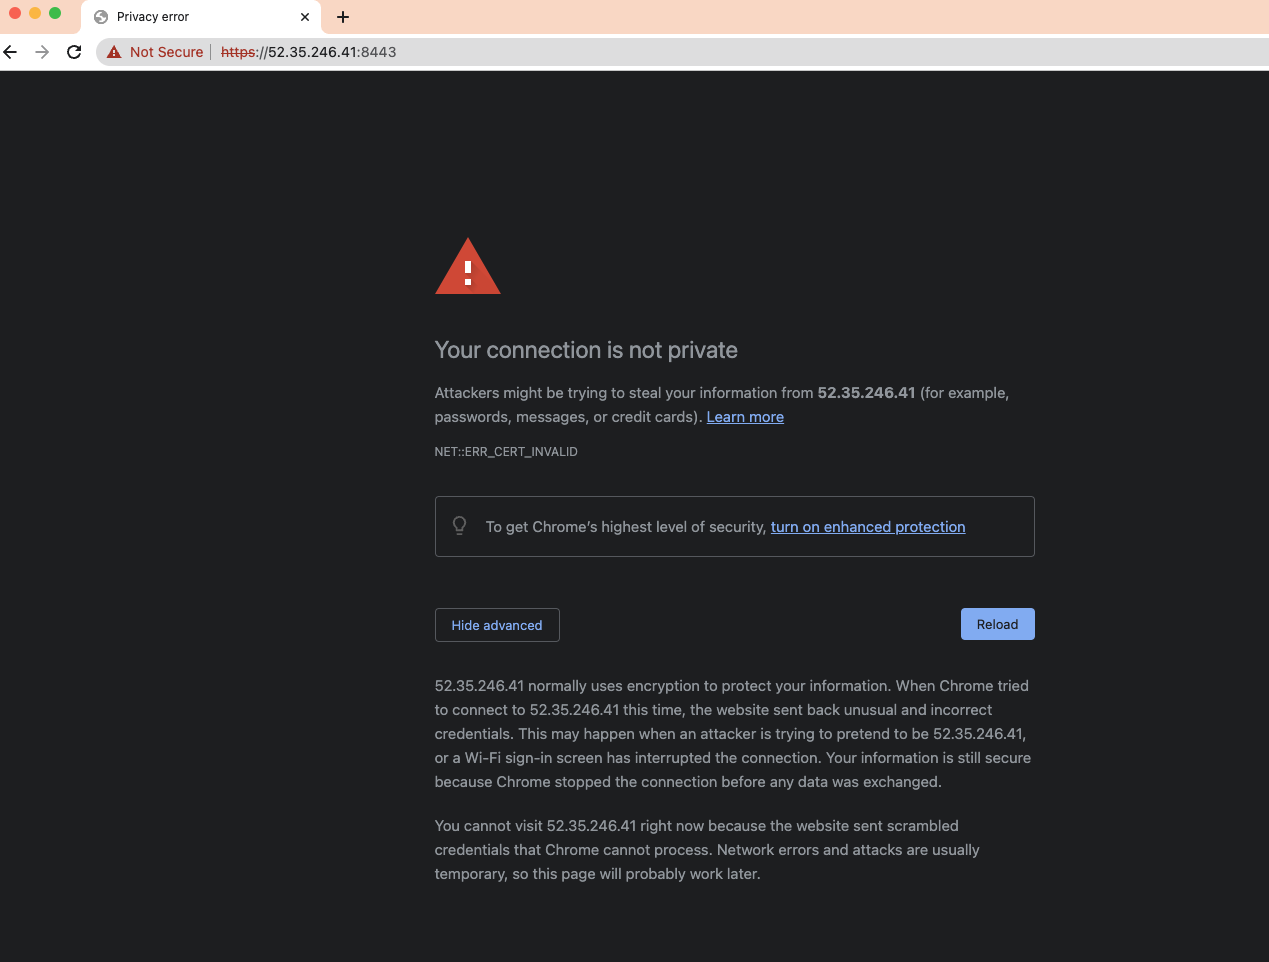 Privacy error
Not Secure https://52.35.246.41:8443
Your connection is not private
Attackers might be trying to steal your information from 52.35.246.41 (for example,
passwords, messages, or credit cards). Learn more
NET::ERR_CERT_INVALID
To get Chrome's highest level of security, turn on enhanced protection
Hide advanced
Reload
52.35.246.41 normally uses encryption to protect your information. When Chrome tried
to connect to 52.35.246.41 this time, the website sent back unusual and incorrect
credentials. This may happen when an attacker is trying to pretend to be 52.35.246.41,
or a Wi-Fi sign-in screen has interrupted the connection. Your information is still secure
because Chrome stopped the connection before any data was exchanged.
You cannot visit 52.35.246.41 right now because the website sent scrambled
credentials that Chrome cannot process. Network errors and attacks are usually
temporary, so this page will probably work later.